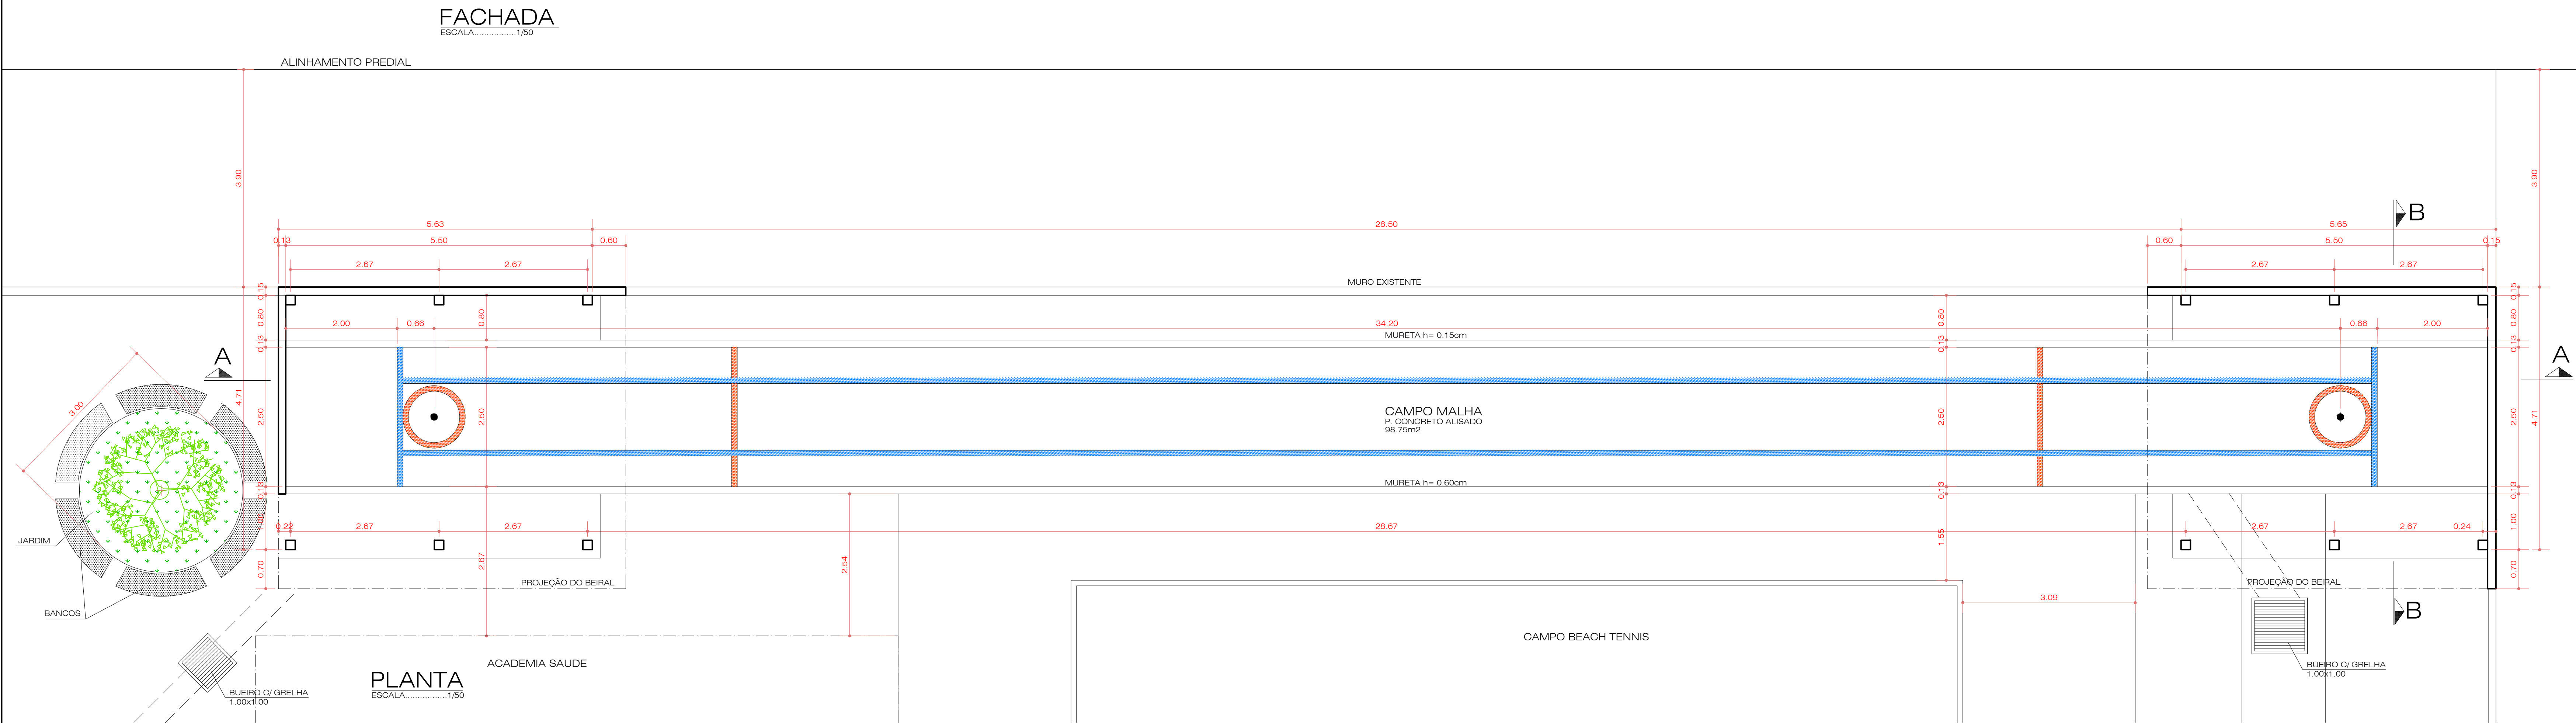 FACHADA
ESCALA.................1/50
ALINHAMENTO PREDIAL
3.90
3.90
B
5.63
28.50
5.65
0.13
5.50
0.60
0.60
5.50
0.15
2.67
2.67
2.67
2.67
MURO EXISTENTE
0.15
0.15
0.80
0.80
0.80
0.80
2.00
0.66
34.20
0.66
2.00
MURETA h= 0.15cm
0.13
0.13
0.13
A
A
3.00
4.71
2.50
2.50
CAMPO MALHA
P. CONCRETO ALISADO
98.75m2
2.50
2.50
4.71
MURETA h= 0.60cm
0.13
0.13
0.13
1.00
0.22
2.67
2.67
28.67
2.67
2.67
0.24
1.00
JARDIM
1.55
2.67
2.54
0.70
0.70
PROJEÇÃO DO BEIRAL
PROJEÇÃO DO BEIRAL
BANCOS
3.09
B
CAMPO BEACH TENNIS
ACADEMIA SAUDE
PLANTA
ESCALA.................1/50
BUEIRO C/ GRELHA
1.00x1.00
BUEIRO C/ GRELHA
1.00x1.00